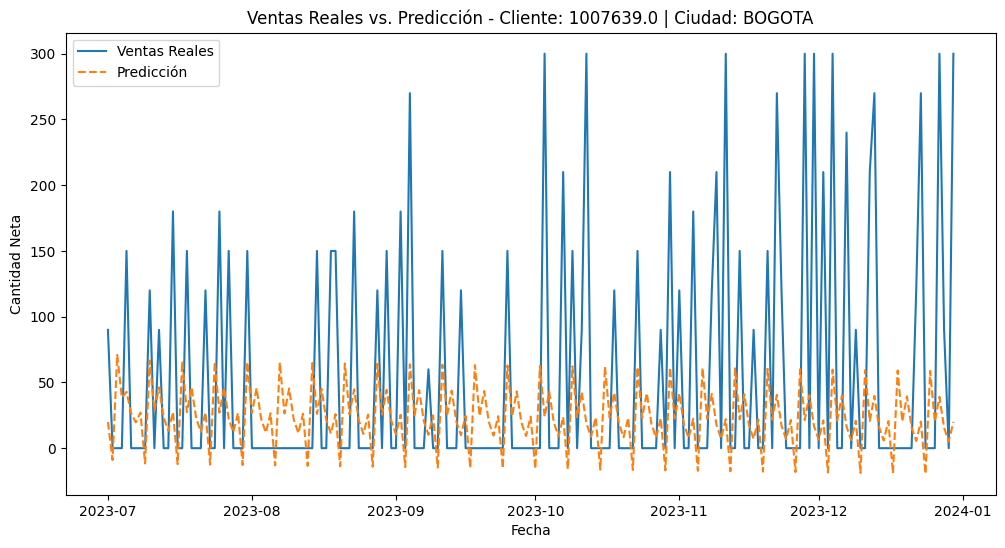 Ventas Reales vs. Predicción - Cliente: 1007639.0 | Ciudad: BOGOTA
Ventas Reales
Predicción
Cantidad Neta
300
250
200
150
100
50
0
2023-07
2023-08
2023-09
2023-10
2023-11
2023-12
2024-01
Fecha